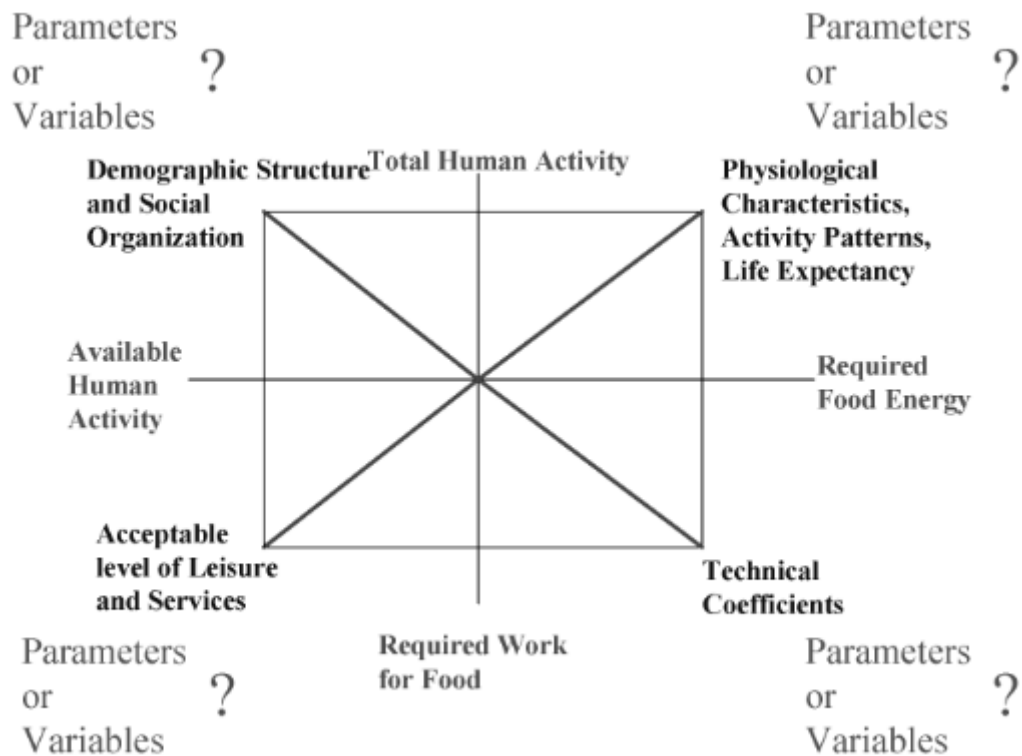 Parameters
or
Variables
?
Parameters
or
Variables
?
Demographic Structure
and Social
Organization
Total Human Activity
Physiological
Characteristics,
Activity Patterns,
Life Expectancy
Available
Human
Activity
Required
Food Energy
Acceptable
level of Leisure
and Services
Technical
Coefficients
Required Work
for Food
Parameters
or
Variables
?
Parameters
or
Variables
?